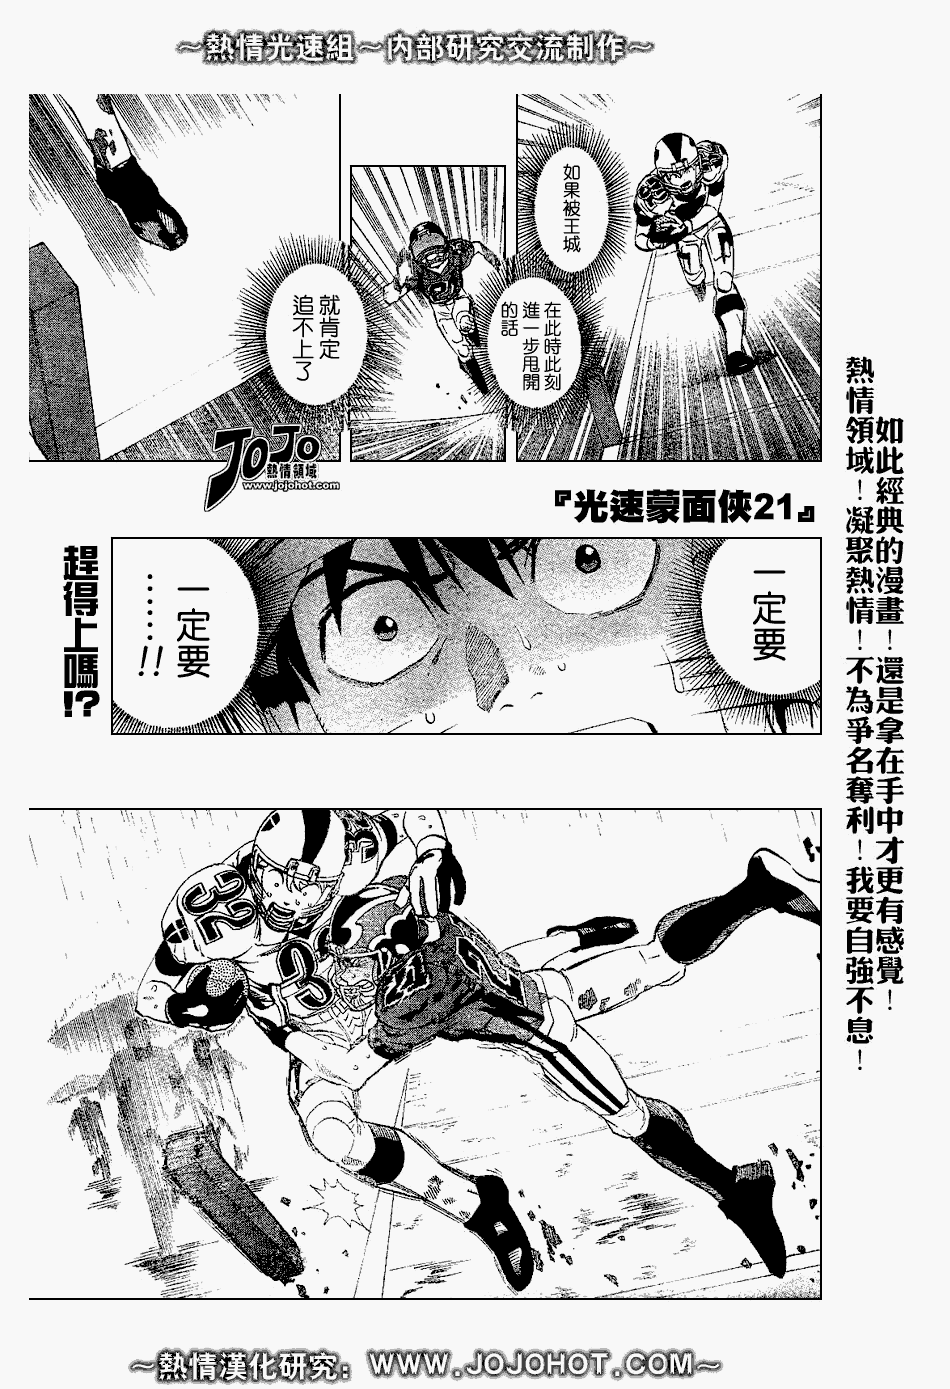 ～熱情光速組～内部研究交流制作～
如果被王城
在此時此刻
進一步甩開
的話
就肯定
追不上了
JOJO
熱情領域
www.jojohot.com
『光速蒙面俠21』
一定要
一定要
……!!
趕得上嗎!?
32
3
如此經典的漫畫！還是拿在手中才更有感覺！
熱情領域！凝聚熱情！不為爭名奪利！我要自強不息！
～熱情漢化研究：WWW.JOJOHOT.COM～